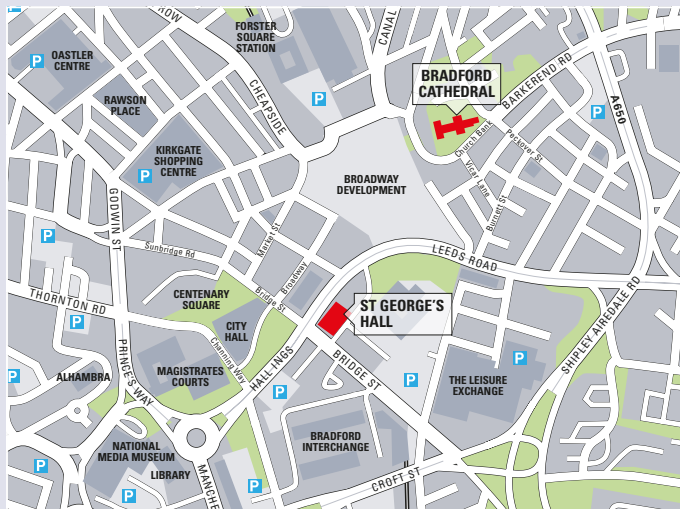 ROW
FORSTER
SQUARE
STATION
CANAL
OASTLER
CENTRE
P
RAWSON
PLACE
CHEAPSIDE
P
BRADFORD
CATHEDRAL
BARKEREND RD
A650
P
KIRKGATE
SHOPPING
CENTRE
P
Church Bank
Peckover St.
Vicar Lane
Burnett St
BROADWAY
DEVELOPMENT
GODWIN ST
P
Sunbridge Rd
Market St
Broadway
LEEDS ROAD
THORNTON RD
CENTENARY
SQUARE
Bridge St
CITY
HALL
ST GEORGE'S
HALL
SHIPLEY AIREDALE RD
P
PRINCE'S WAY
Channing Way
HALL INGS
BRIDGE ST
P
P
ALHAMBRA
MAGISTRATES
COURTS
P
P
THE LEISURE
EXCHANGE
P
NATIONAL
MEDIA MUSEUM
LIBRARY
BRADFORD
INTERCHANGE
P
P
P
MANCHE
CROFT ST